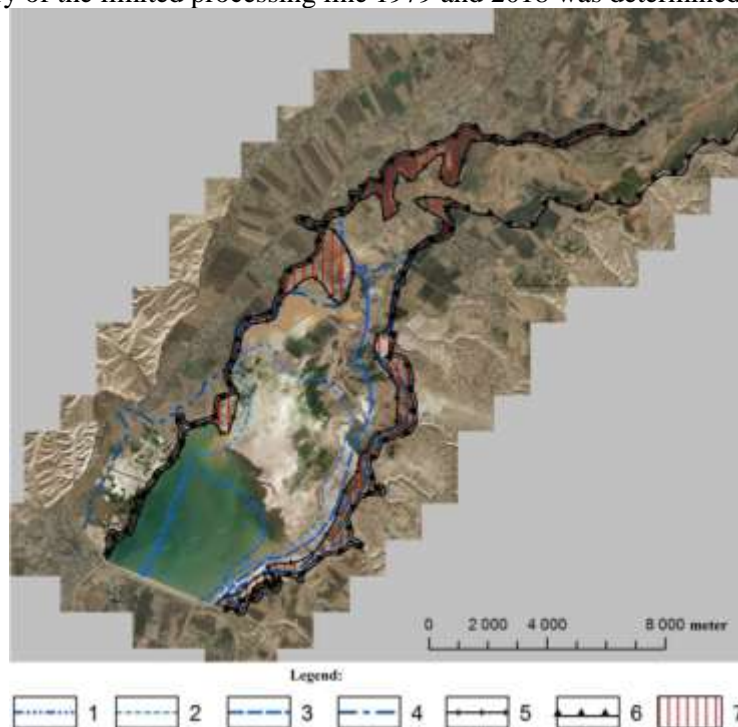 y of the limited processing line 1979 and 2018 was determined
0 2 000 4 000 8 000 meter
Legend:
1 2 3 4 5 6 7